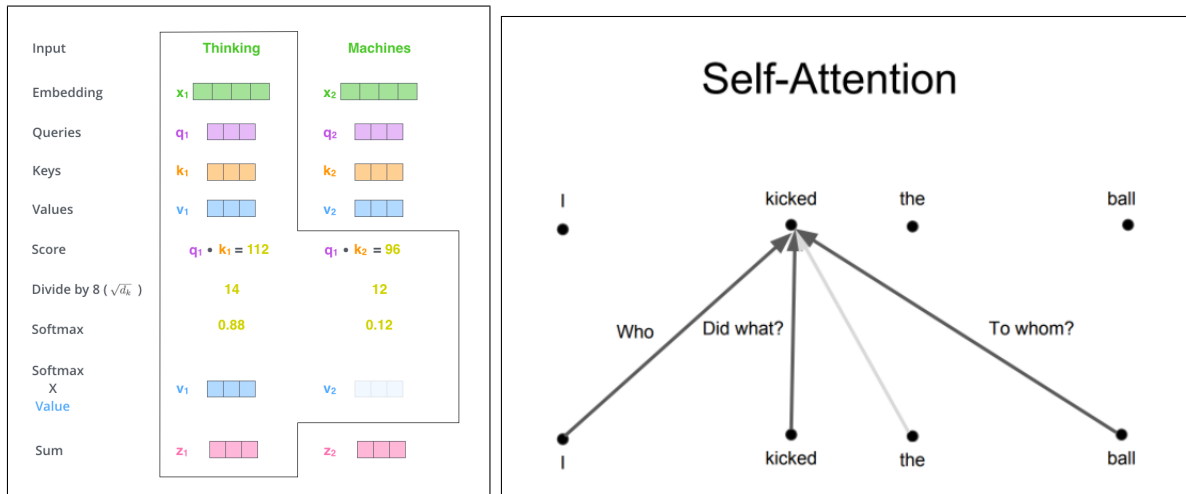 Input Thinking Machines
Embedding x₁ x₂
Queries q₁ q₂
Keys k₁ k₂
Values v₁ v₂
Score q₁ • k₁ = 112 q₁ • k₂ = 96
Divide by 8 ( √dₖ ) 14 12
Softmax 0.88 0.12
Softmax
X v₁ v₂
Value
Sum z₁ z₂
Self-Attention
I kicked the ball
Who Did what? To whom?
I kicked the ball